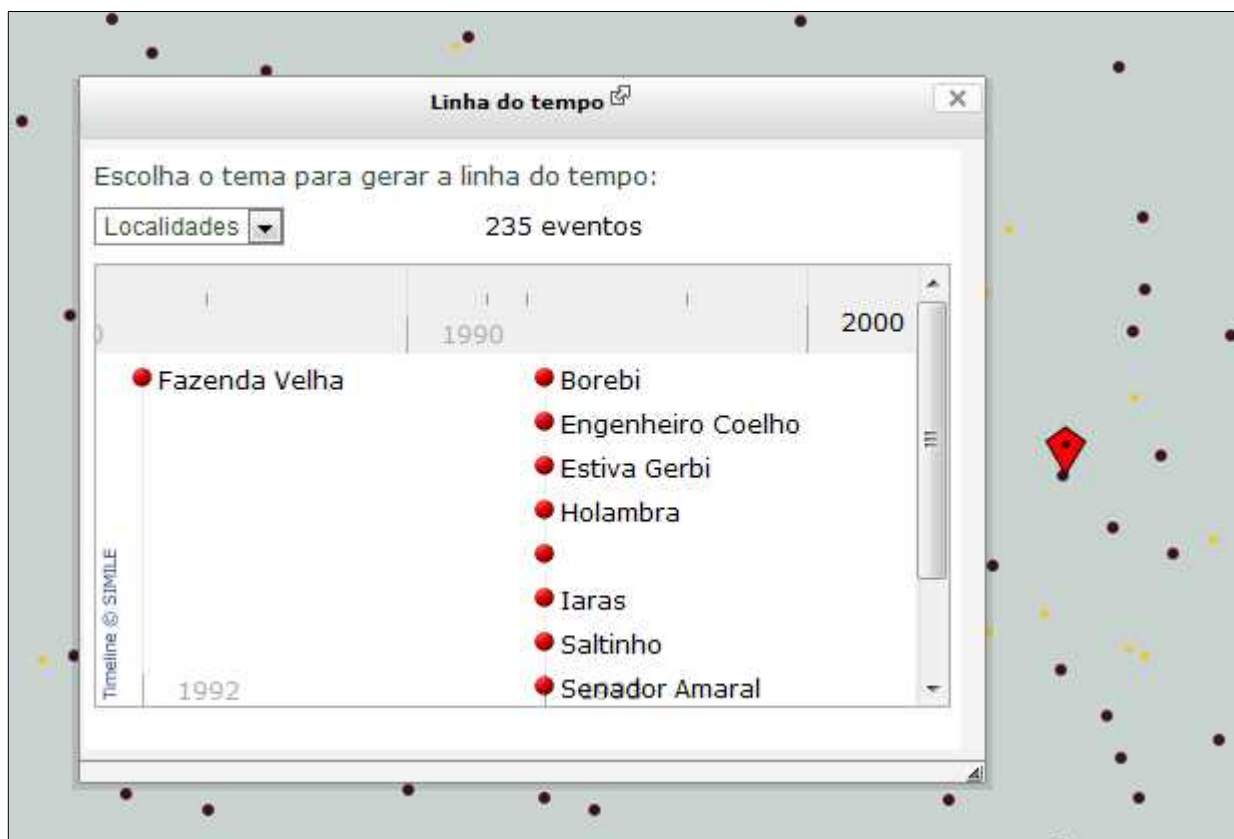 Linha do tempo
Escolha o tema para gerar a linha do tempo:
Localidades
235 eventos
0
1990
2000
Fazenda Velha
Borebi
Engenheiro Coelho
Estiva Gerbi
Holambra
Iaras
Saltinho
Senador Amaral
1992
Timeline © SIMILE